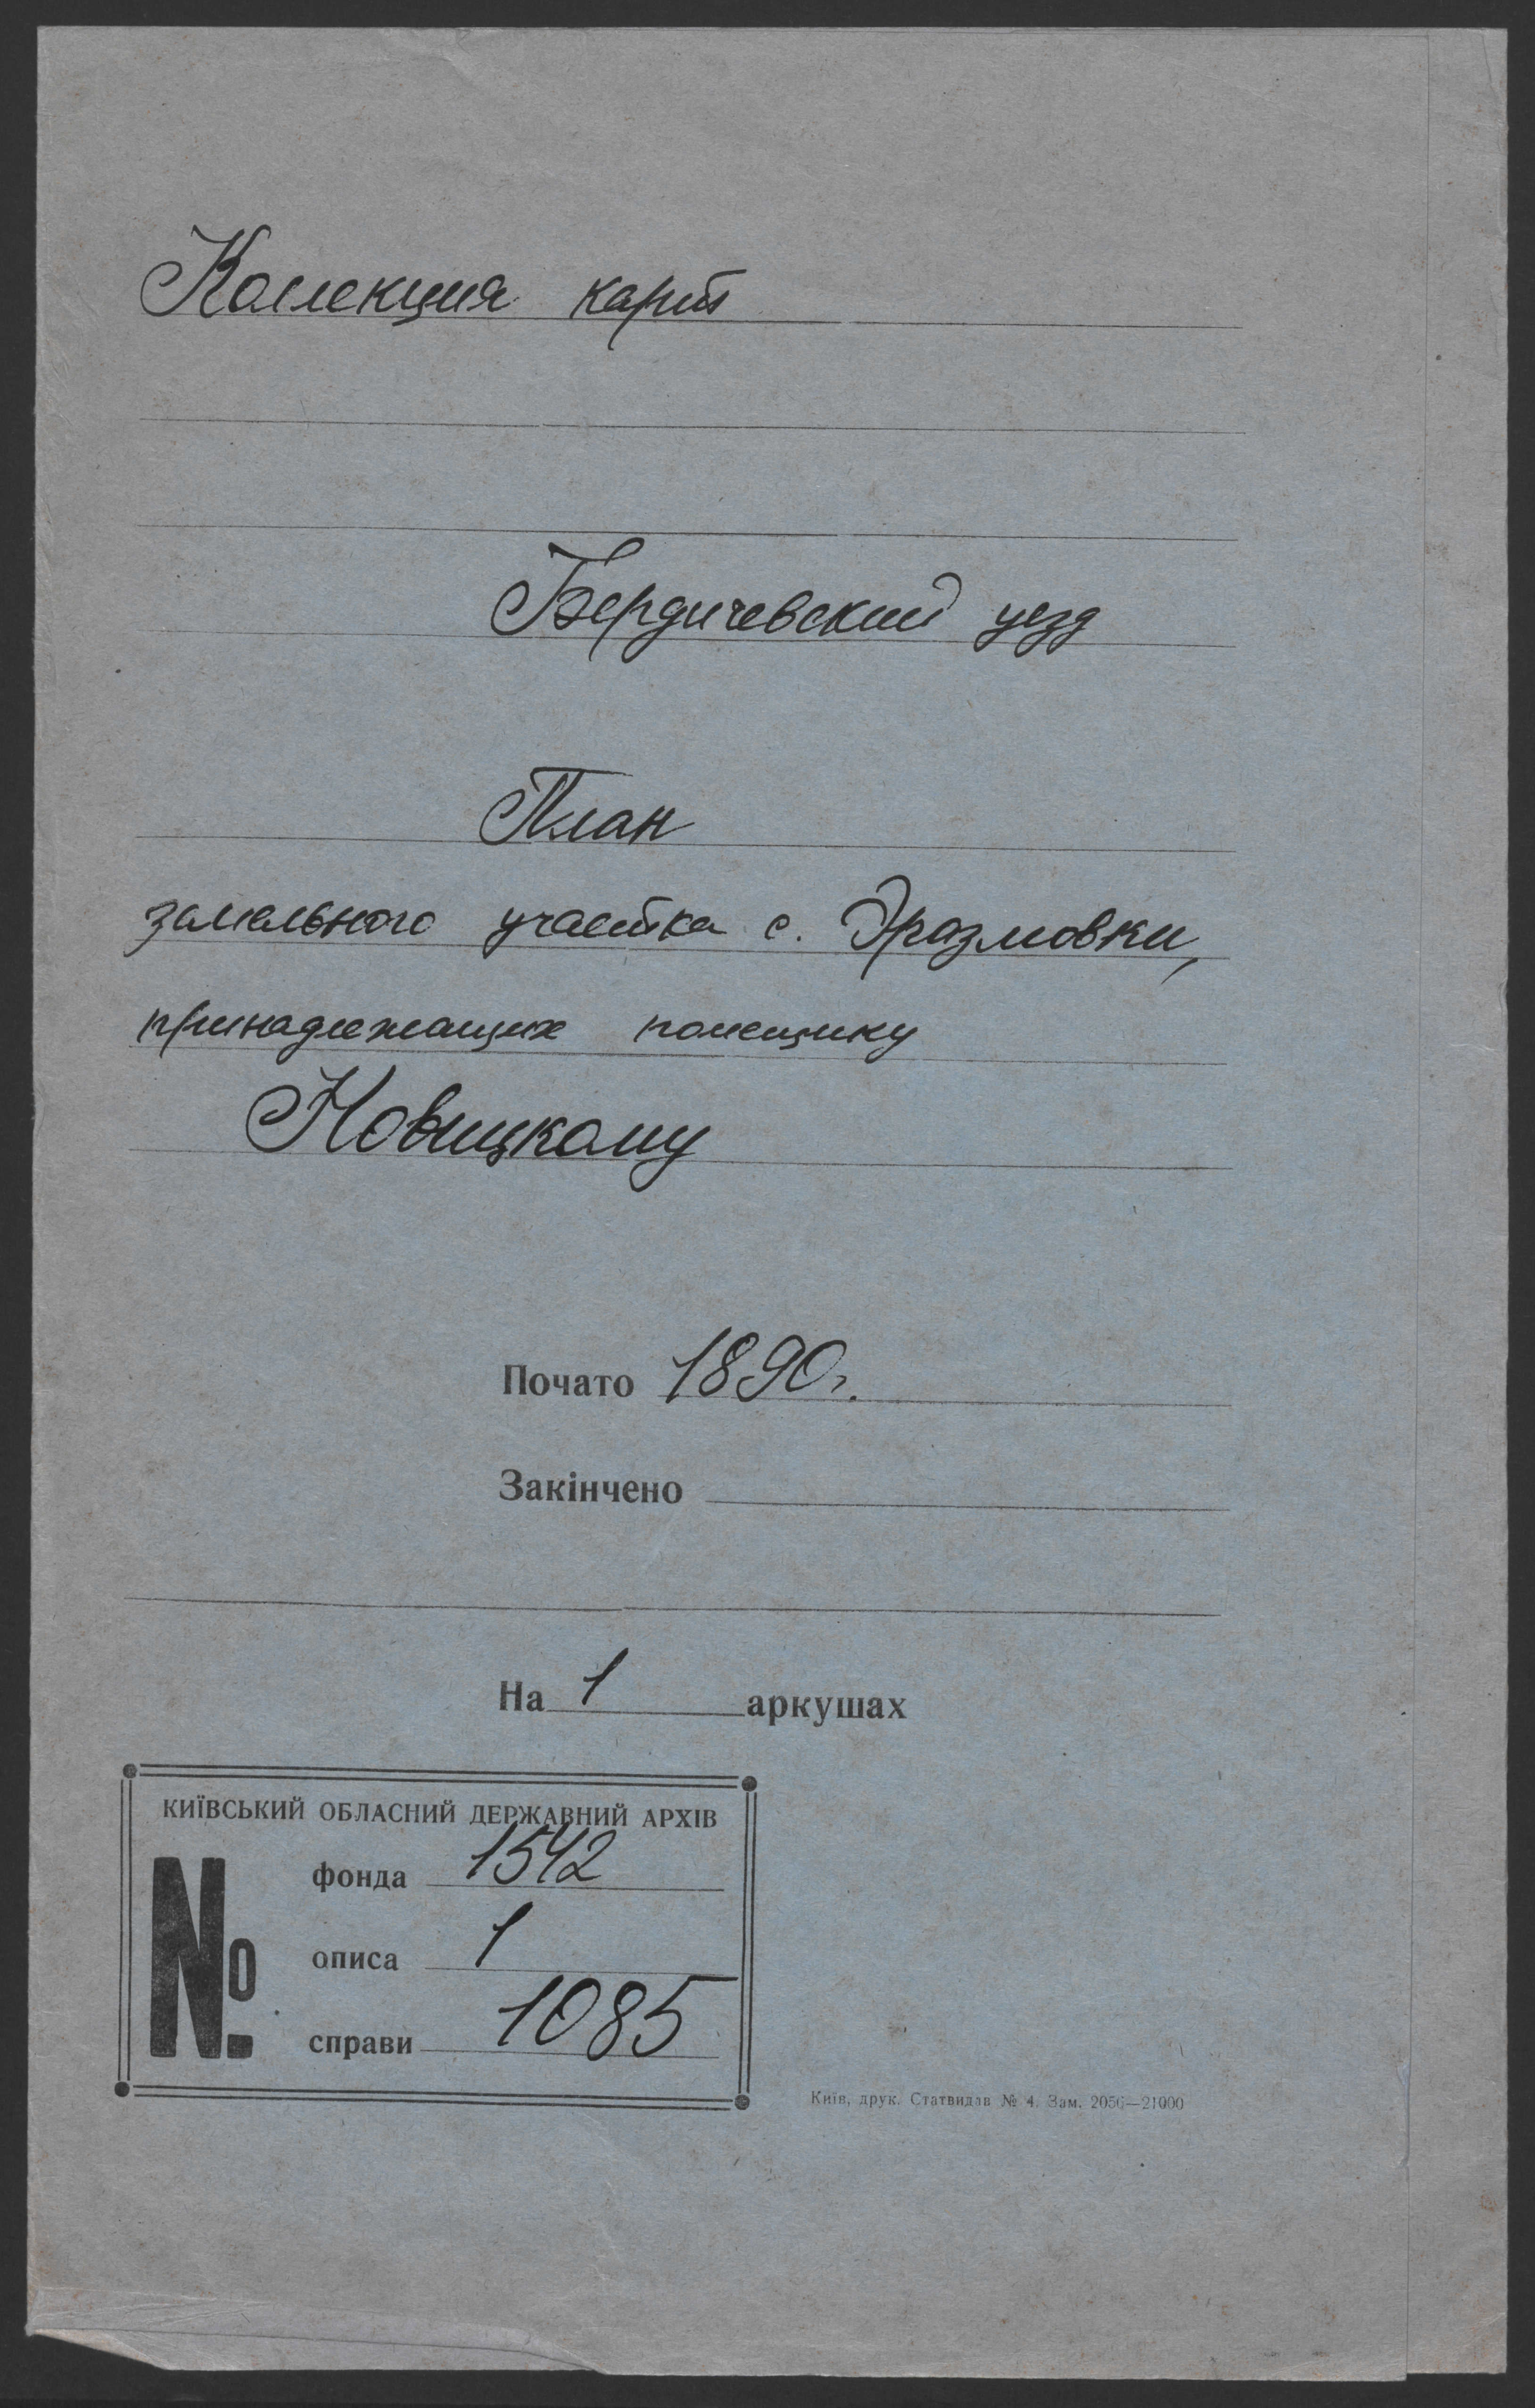 Коллекция карт
Бердичевский уезд
План
земельного участка с. Эразмовки,
принадлежащих помещику
Новицкому
Почато 1890 г.
Закінчено
На 1 аркушах
КИЇВСЬКИЙ ОБЛАСНИЙ ДЕРЖАВНИЙ АРХІВ
№
фонда 1542
описа 1
справи 1085
Київ, друк. Статвидав № 4. Зам. 2056—21000